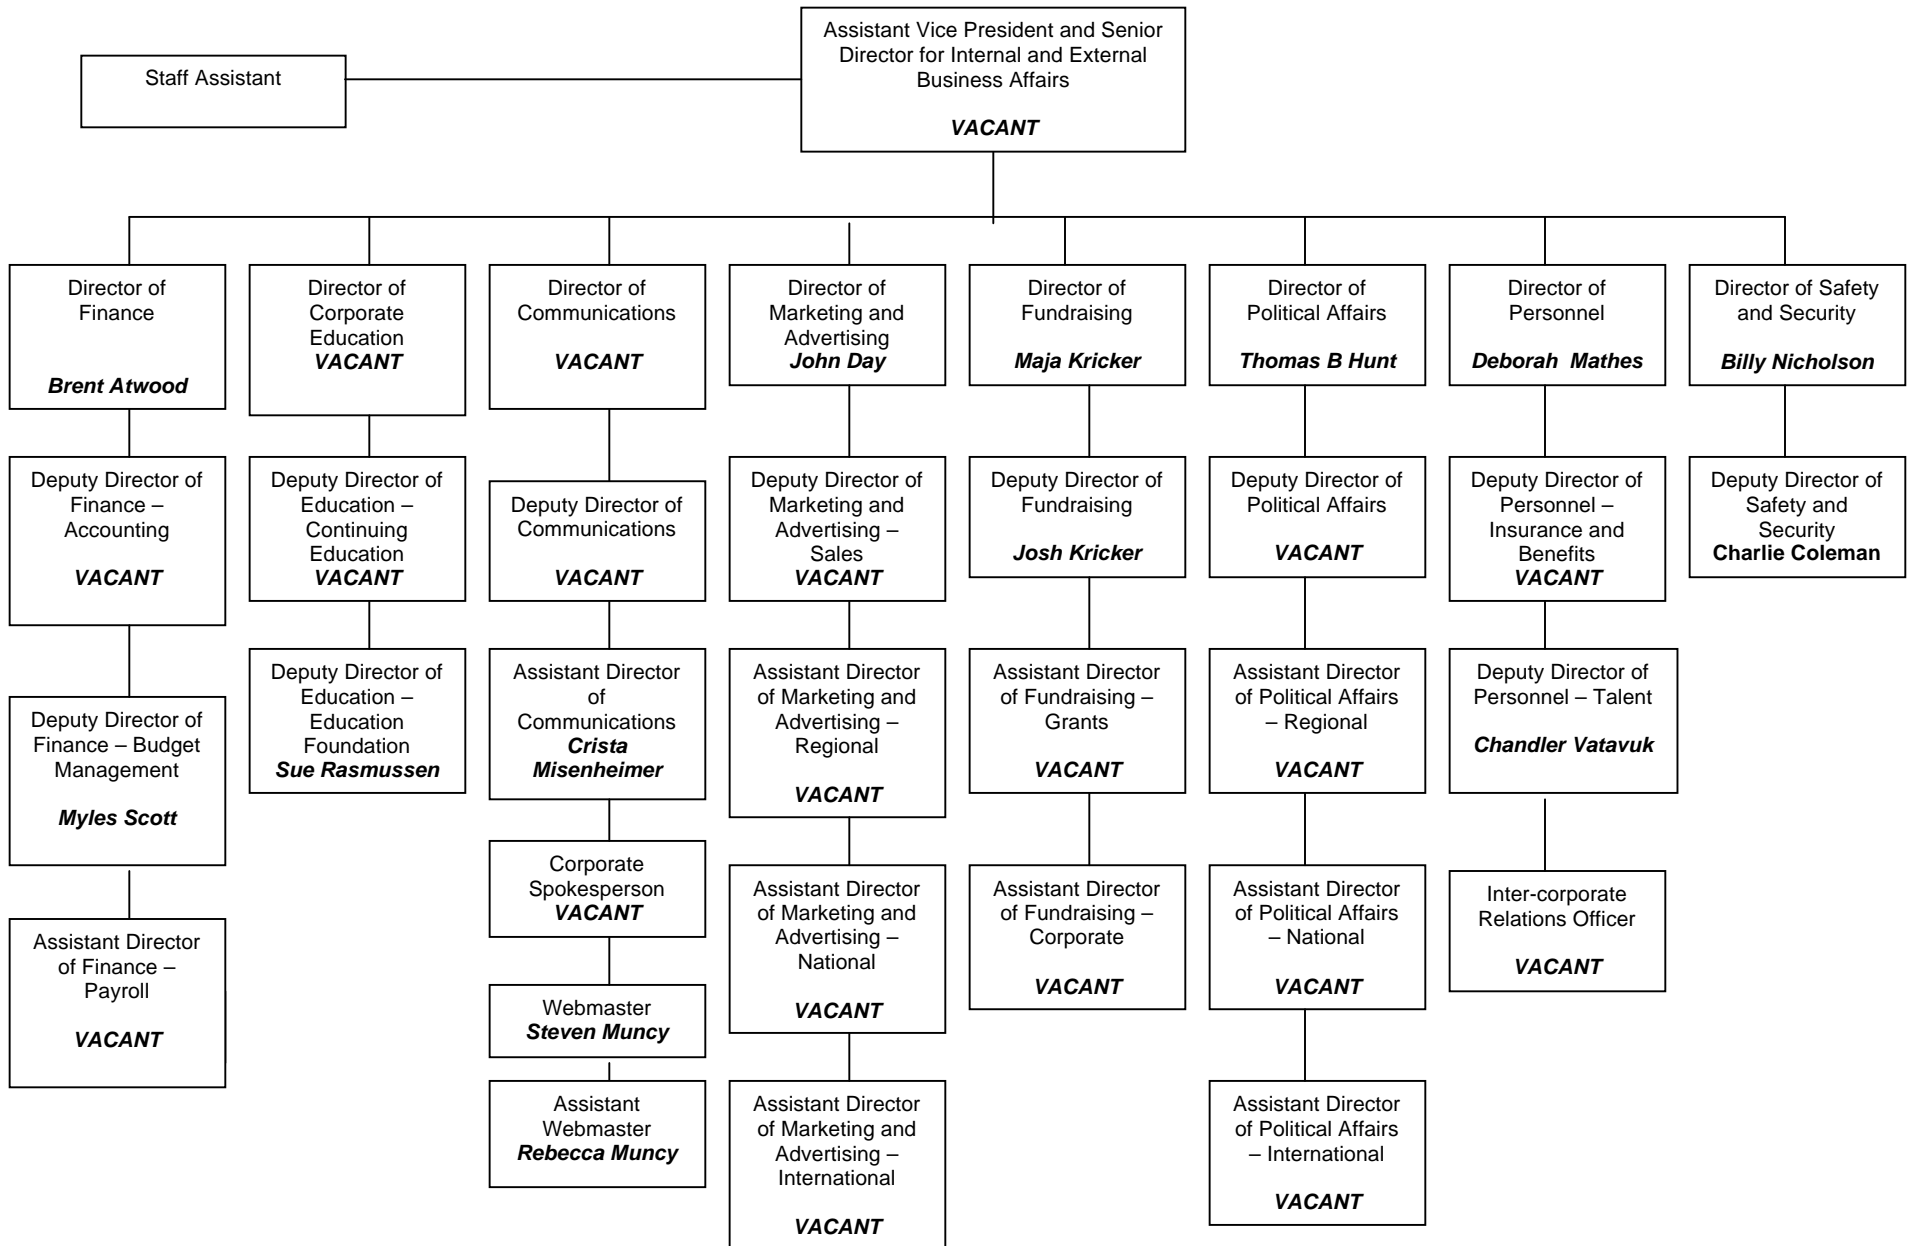 Assistant Vice President and Senior
Director for Internal and External
Business Affairs
VACANT
Staff Assistant
Director of
Finance
Brent Atwood
Deputy Director of
Finance –
Accounting
VACANT
Deputy Director of
Finance – Budget
Management
Myles Scott
Assistant Director
of Finance –
Payroll
VACANT
Director of
Corporate
Education
VACANT
Deputy Director of
Education –
Continuing
Education
VACANT
Deputy Director of
Education –
Education
Foundation
Sue Rasmussen
Director of
Communications
VACANT
Deputy Director of
Communications
VACANT
Assistant Director
of
Communications
Crista
Misenheimer
Corporate
Spokesperson
VACANT
Webmaster
Steven Muncy
Assistant
Webmaster
Rebecca Muncy
Director of
Marketing and
Advertising
John Day
Deputy Director of
Marketing and
Advertising –
Sales
VACANT
Assistant Director
of Marketing and
Advertising –
Regional
VACANT
Assistant Director
of Marketing and
Advertising –
National
VACANT
Assistant Director
of Marketing and
Advertising –
International
VACANT
Director of
Fundraising
Maja Kricker
Deputy Director of
Fundraising
Josh Kricker
Assistant Director
of Fundraising –
Grants
VACANT
Assistant Director
of Fundraising –
Corporate
VACANT
Director of
Political Affairs
Thomas B Hunt
Deputy Director of
Political Affairs
VACANT
Assistant Director
of Political Affairs
– Regional
VACANT
Assistant Director
of Political Affairs
– National
VACANT
Assistant Director
of Political Affairs
– International
VACANT
Director of
Personnel
Deborah Mathes
Deputy Director of
Personnel –
Insurance and
Benefits
VACANT
Deputy Director of
Personnel – Talent
Chandler Vatavuk
Inter-corporate
Relations Officer
VACANT
Director of Safety
and Security
Billy Nicholson
Deputy Director of
Safety and
Security
Charlie Coleman